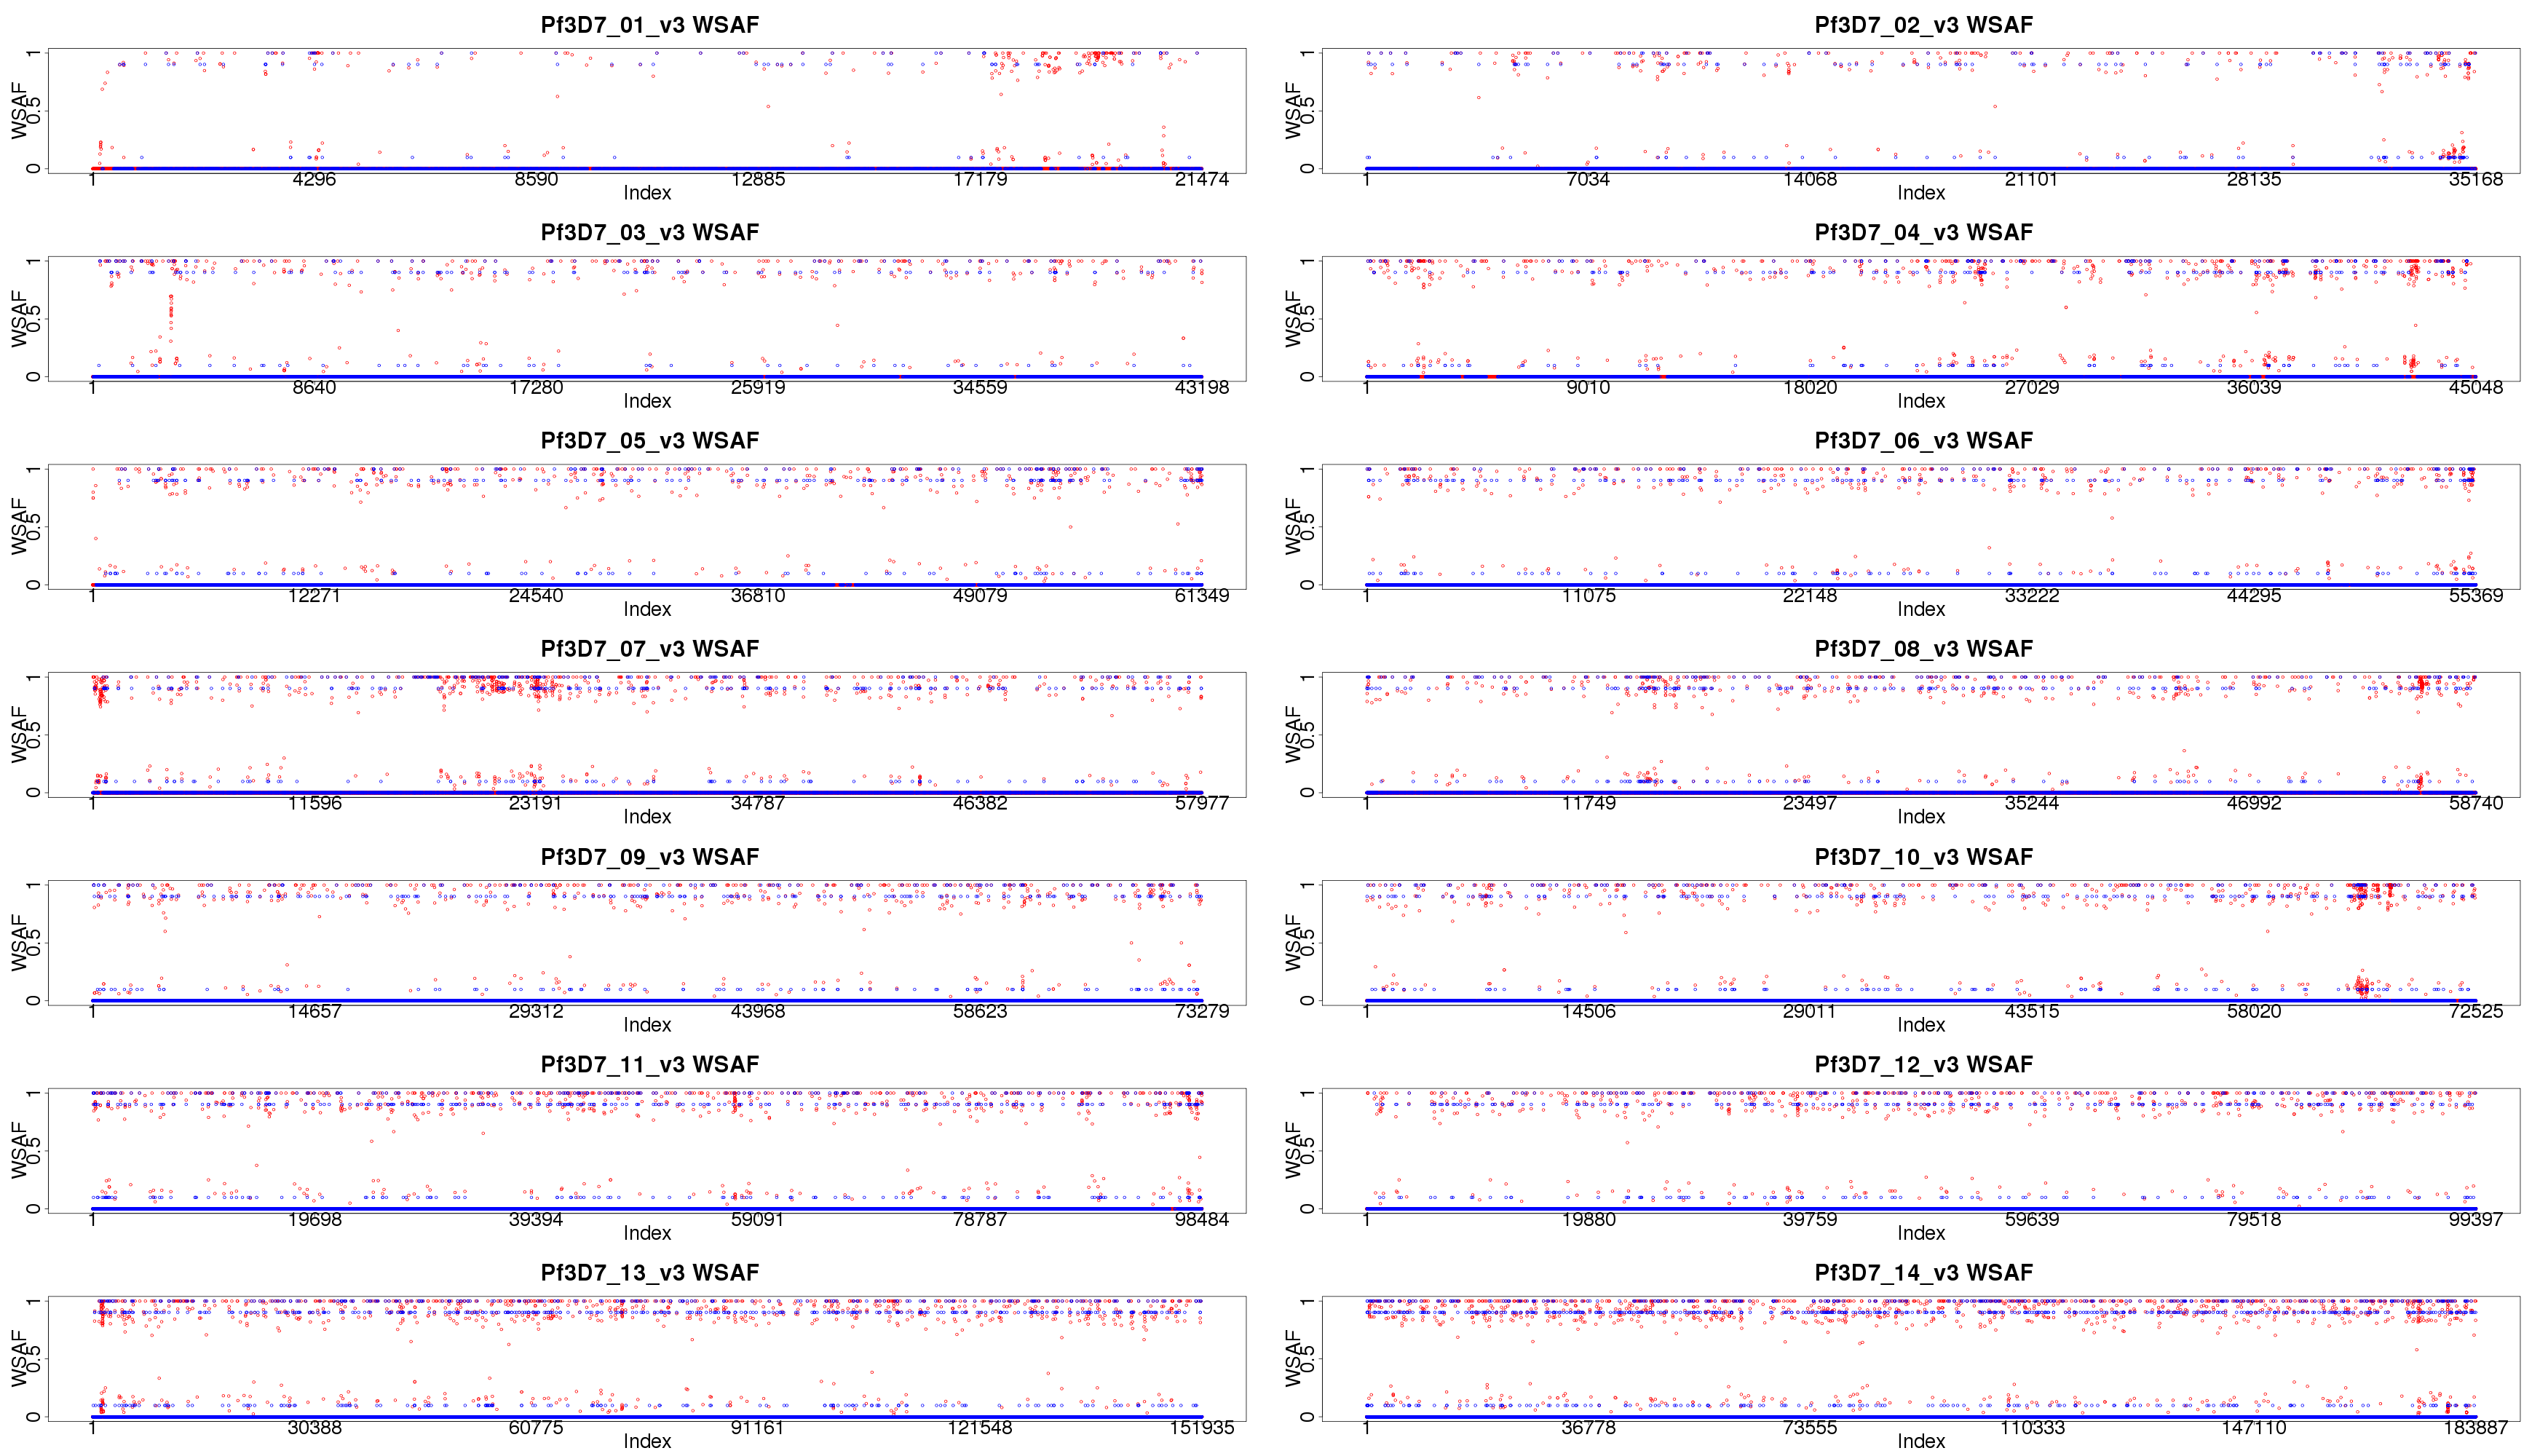 Pf3D7_01_v3 WSAF
WSAF
0 0.5 1
1 4296 8590 12885 17179 21474
Index
Pf3D7_02_v3 WSAF
WSAF
0 0.5 1
1 7034 14068 21101 28135 35168
Index
Pf3D7_03_v3 WSAF
WSAF
0 0.5 1
1 8640 17280 25919 34559 43198
Index
Pf3D7_04_v3 WSAF
WSAF
0 0.5 1
1 9010 18020 27029 36039 45048
Index
Pf3D7_05_v3 WSAF
WSAF
0 0.5 1
1 12271 24540 36810 49079 61349
Index
Pf3D7_06_v3 WSAF
WSAF
0 0.5 1
1 11075 22148 33222 44295 55369
Index
Pf3D7_07_v3 WSAF
WSAF
0 0.5 1
1 11596 23191 34787 46382 57977
Index
Pf3D7_08_v3 WSAF
WSAF
0 0.5 1
1 11749 23497 35244 46992 58740
Index
Pf3D7_09_v3 WSAF
WSAF
0 0.5 1
1 14657 29312 43968 58623 73279
Index
Pf3D7_10_v3 WSAF
WSAF
0 0.5 1
1 14506 29011 43515 58020 72525
Index
Pf3D7_11_v3 WSAF
WSAF
0 0.5 1
1 19698 39394 59091 78787 98484
Index
Pf3D7_12_v3 WSAF
WSAF
0 0.5 1
1 19880 39759 59639 79518 99397
Index
Pf3D7_13_v3 WSAF
WSAF
0 0.5 1
1 30388 60775 91161 121548 151935
Index
Pf3D7_14_v3 WSAF
WSAF
0 0.5 1
1 36778 73555 110333 147110 183887
Index